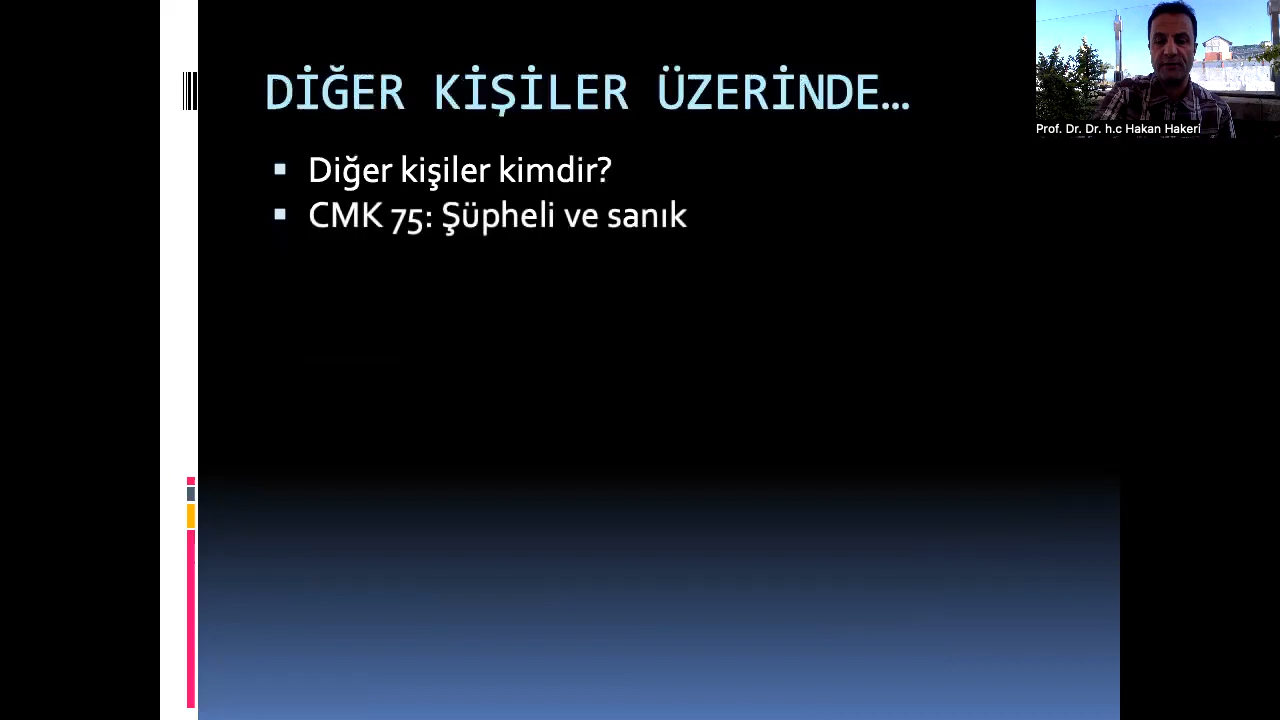 DİĞER KİŞİLER ÜZERİNDE…
Diğer kişiler kimdir?
CMK 75: Şüpheli ve sanık
Prof. Dr. Dr. h.c Hakan Hakeri